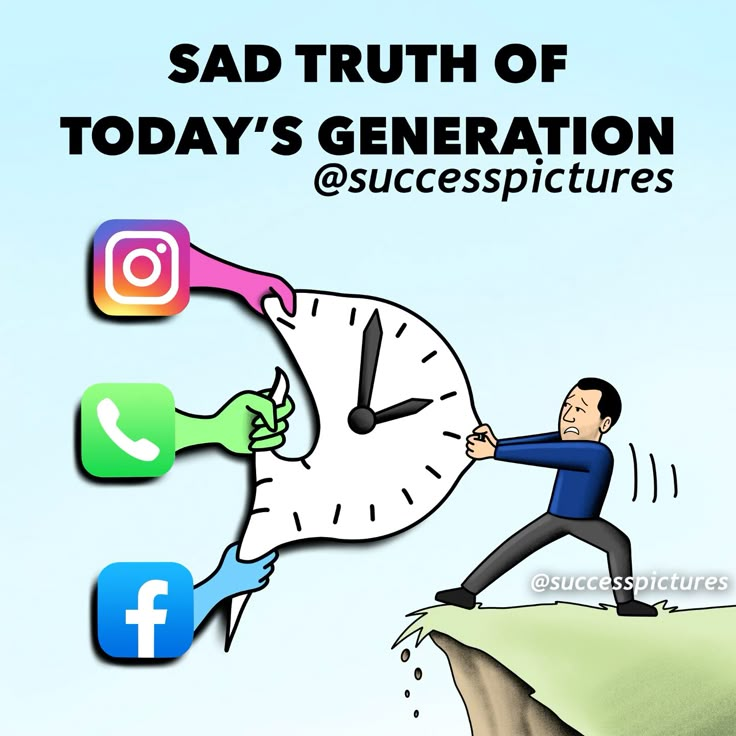 SAD TRUTH OF
TODAY'S GENERATION
@successpictures
f
@successpictures